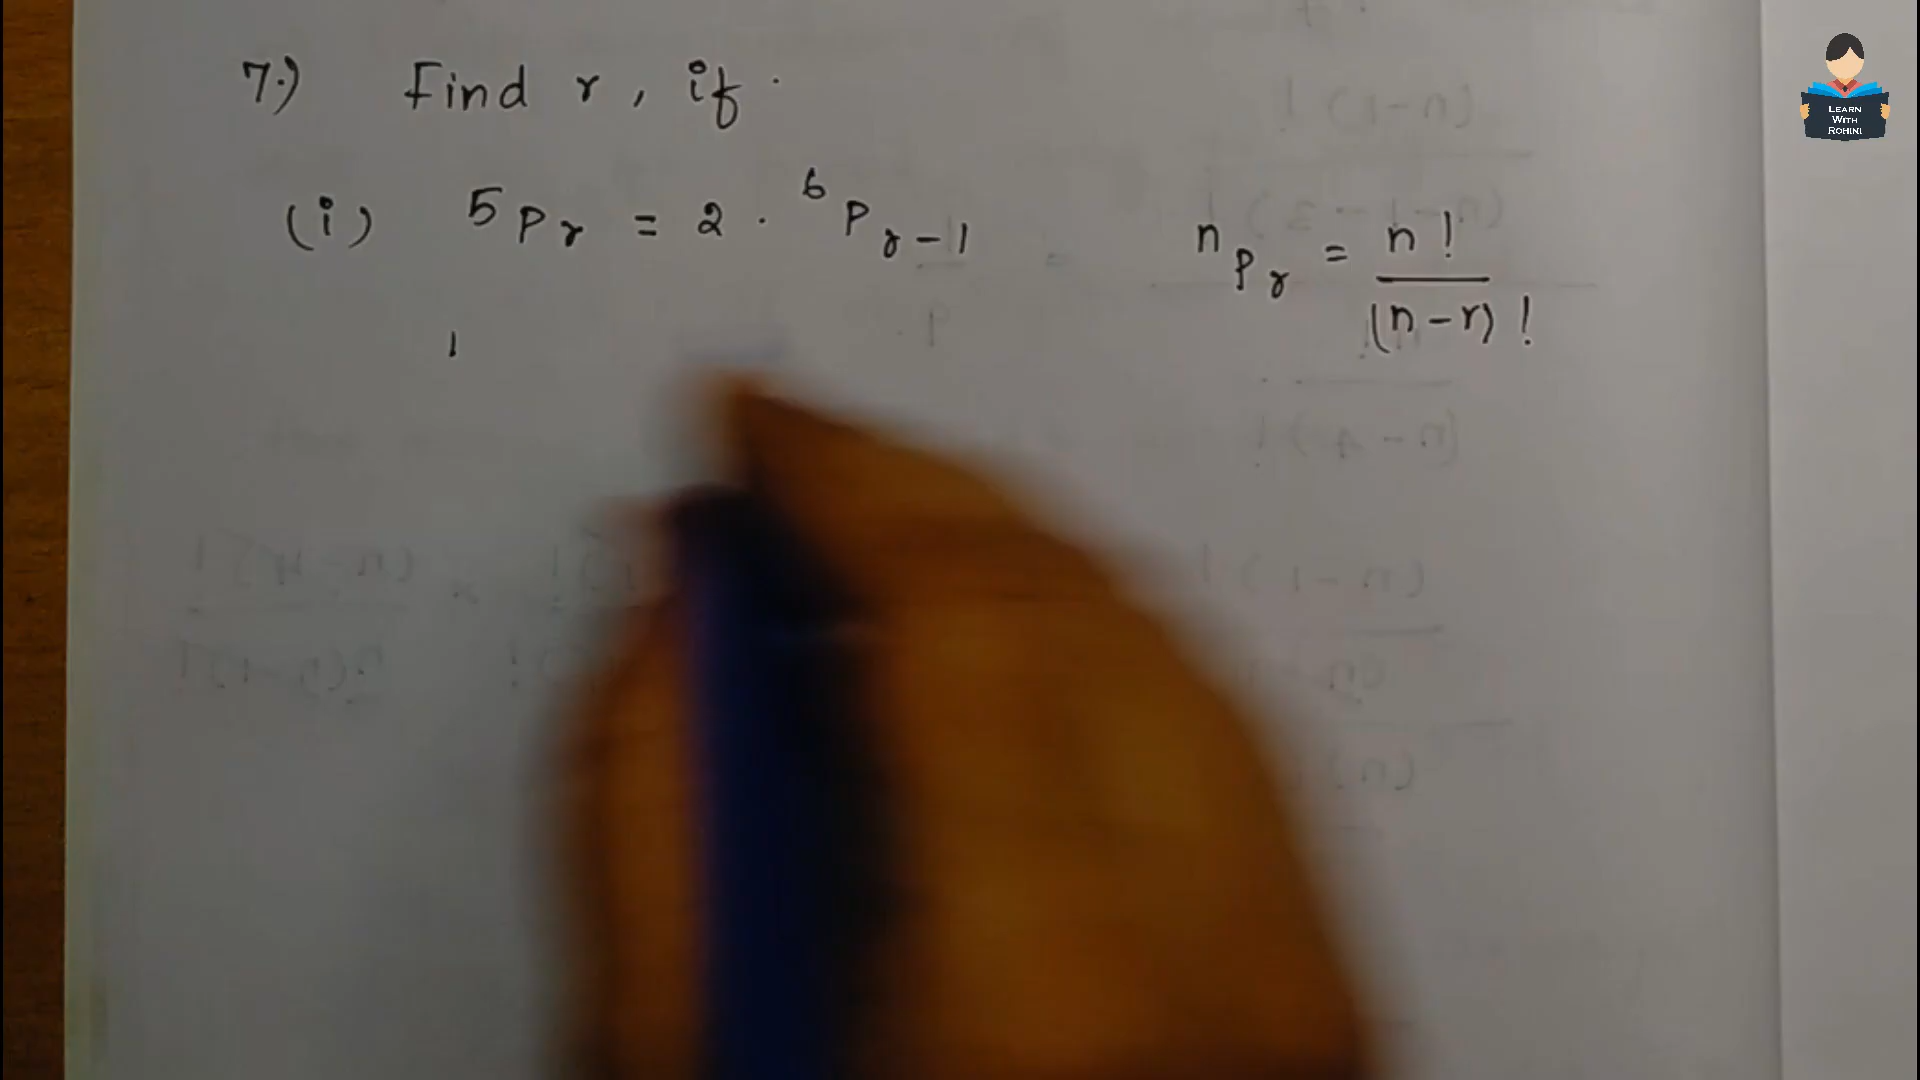 7.) Find r, if
(i) 5Pr = 2 . 6Pr-1
nPr = n! / (n-r)!
LEARN
WITH
ROHINI